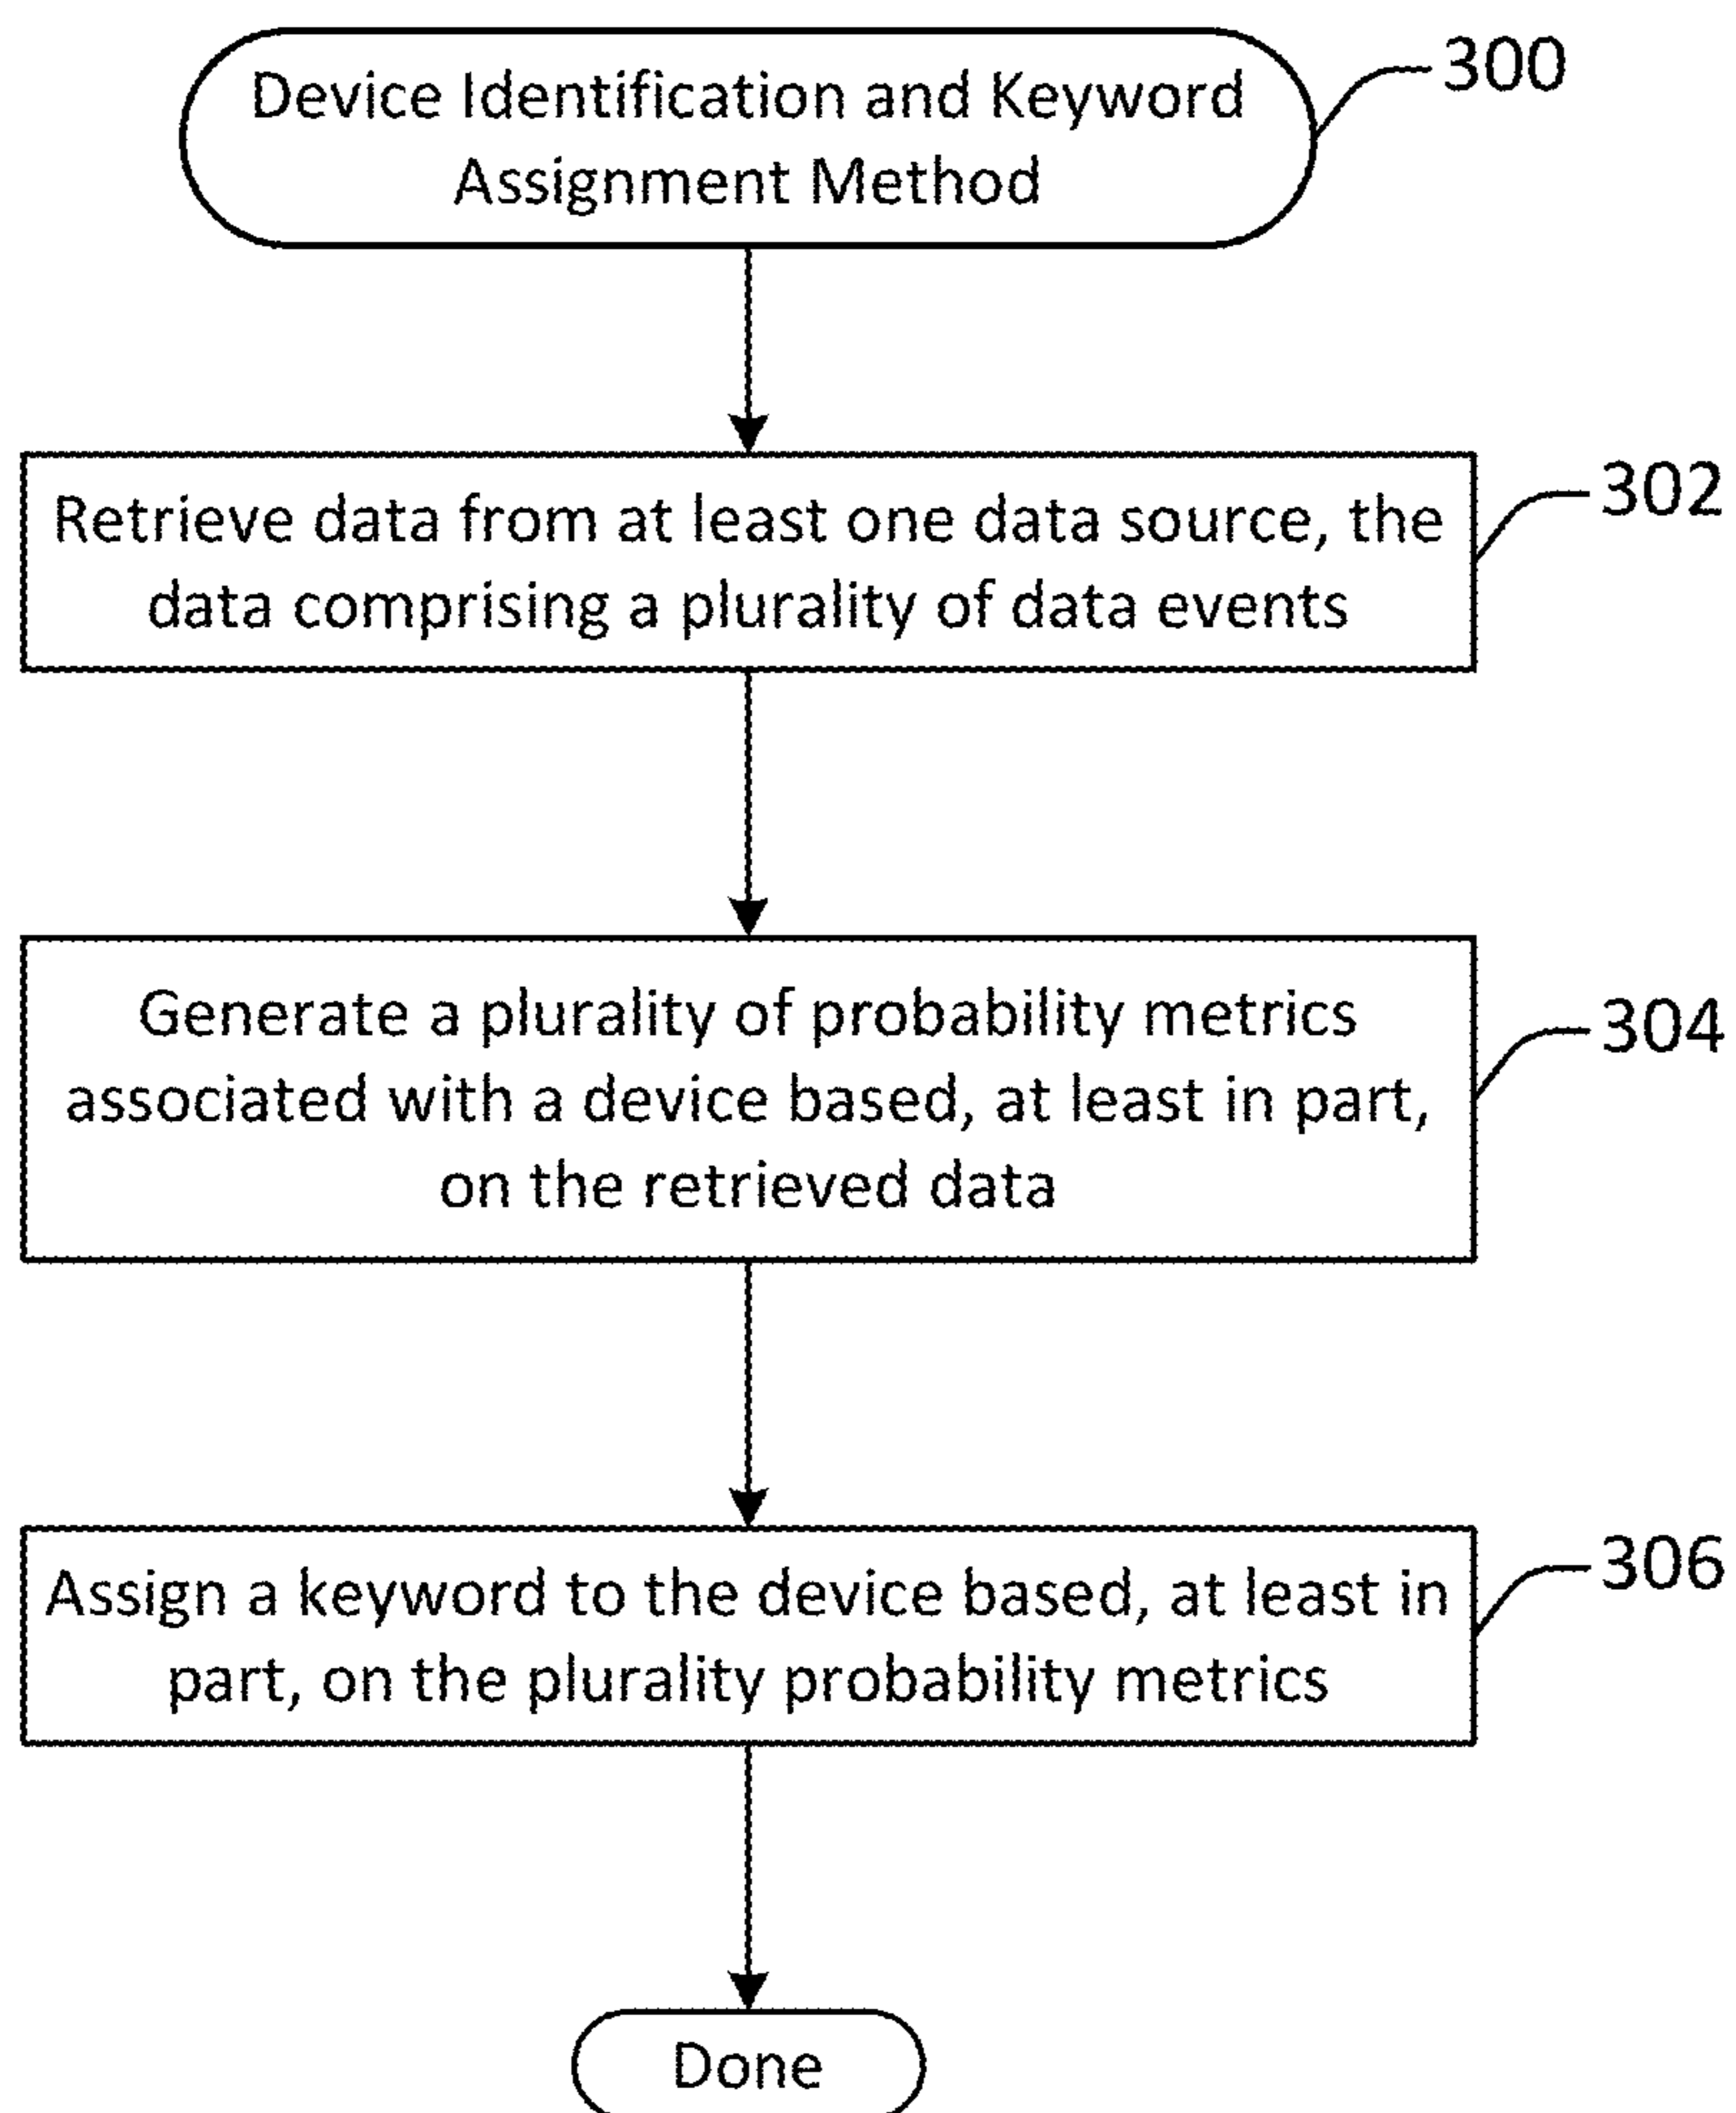 Device Identification and Keyword
Assignment Method
300
Retrieve data from at least one data source, the
data comprising a plurality of data events
302
Generate a plurality of probability metrics
associated with a device based, at least in part,
on the retrieved data
304
Assign a keyword to the device based, at least in
part, on the plurality probability metrics
306
Done